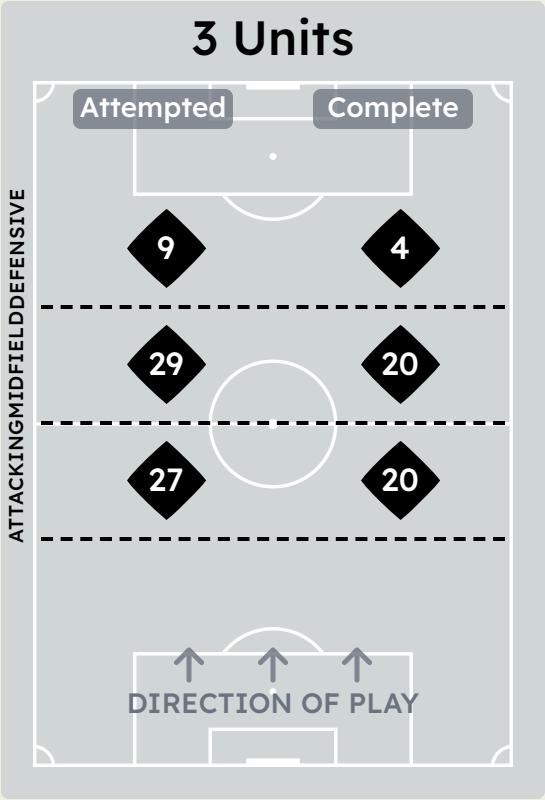 3 Units
Attempted Complete
9 4
29 20
27 20
ATTACKINGMIDFIELDDEFENSIVE
DIRECTION OF PLAY